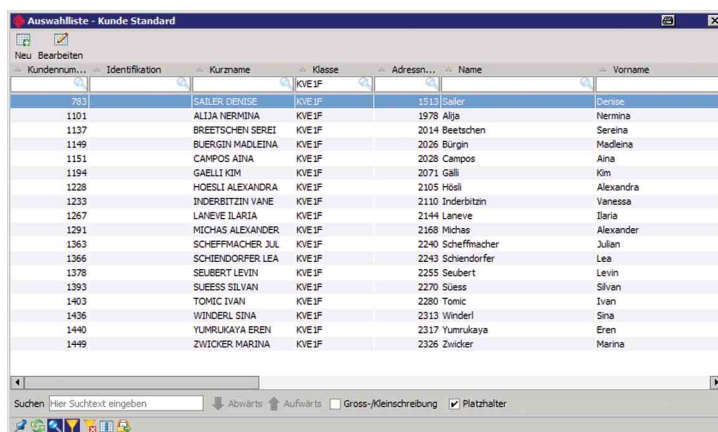 Auswahlliste - Kunde Standard
Neu Bearbeiten
Kundennum... Identifikation Kurzname Klasse Adressn... Name Vorname
KVE1F
783 SAILER DENISE KVE1F 1513 Sailer Denise
1101 ALIJA NERMINA KVE1F 1978 Alija Nermina
1137 BREETSCHEN SEREI KVE1F 2014 Beetschen Sereina
1149 BUERGIN MADLEINA KVE1F 2026 Bürgin Madleina
1151 CAMPOS AINA KVE1F 2028 Campos Aina
1194 GAELLI KIM KVE1F 2071 Gälli Kim
1228 HOESLI ALEXANDRA KVE1F 2105 Hösli Alexandra
1233 INDERBITZIN VANE KVE1F 2110 Inderbitzin Vanessa
1267 LANEVE ILARIA KVE1F 2144 Laneve Ilaria
1291 MICHAS ALEXANDER KVE1F 2168 Michas Alexander
1363 SCHEFFMACHER JUL KVE1F 2240 Scheffmacher Julian
1366 SCHIENDORFER LEA KVE1F 2243 Schiendorfer Lea
1378 SEUBERT LEVIN KVE1F 2255 Seubert Levin
1393 SUEESS SILVAN KVE1F 2270 Süess Silvan
1403 TOMIC IVAN KVE1F 2280 Tomic Ivan
1436 WINDERL SINA KVE1F 2313 Winderl Sina
1440 YUMRUKAYA EREN KVE1F 2317 Yumrukaya Eren
1449 ZWICKER MARINA KVE1F 2326 Zwicker Marina
Suchen Hier Suchtext eingeben Abwärts Aufwärts Gross-/Kleinschreibung Platzhalter